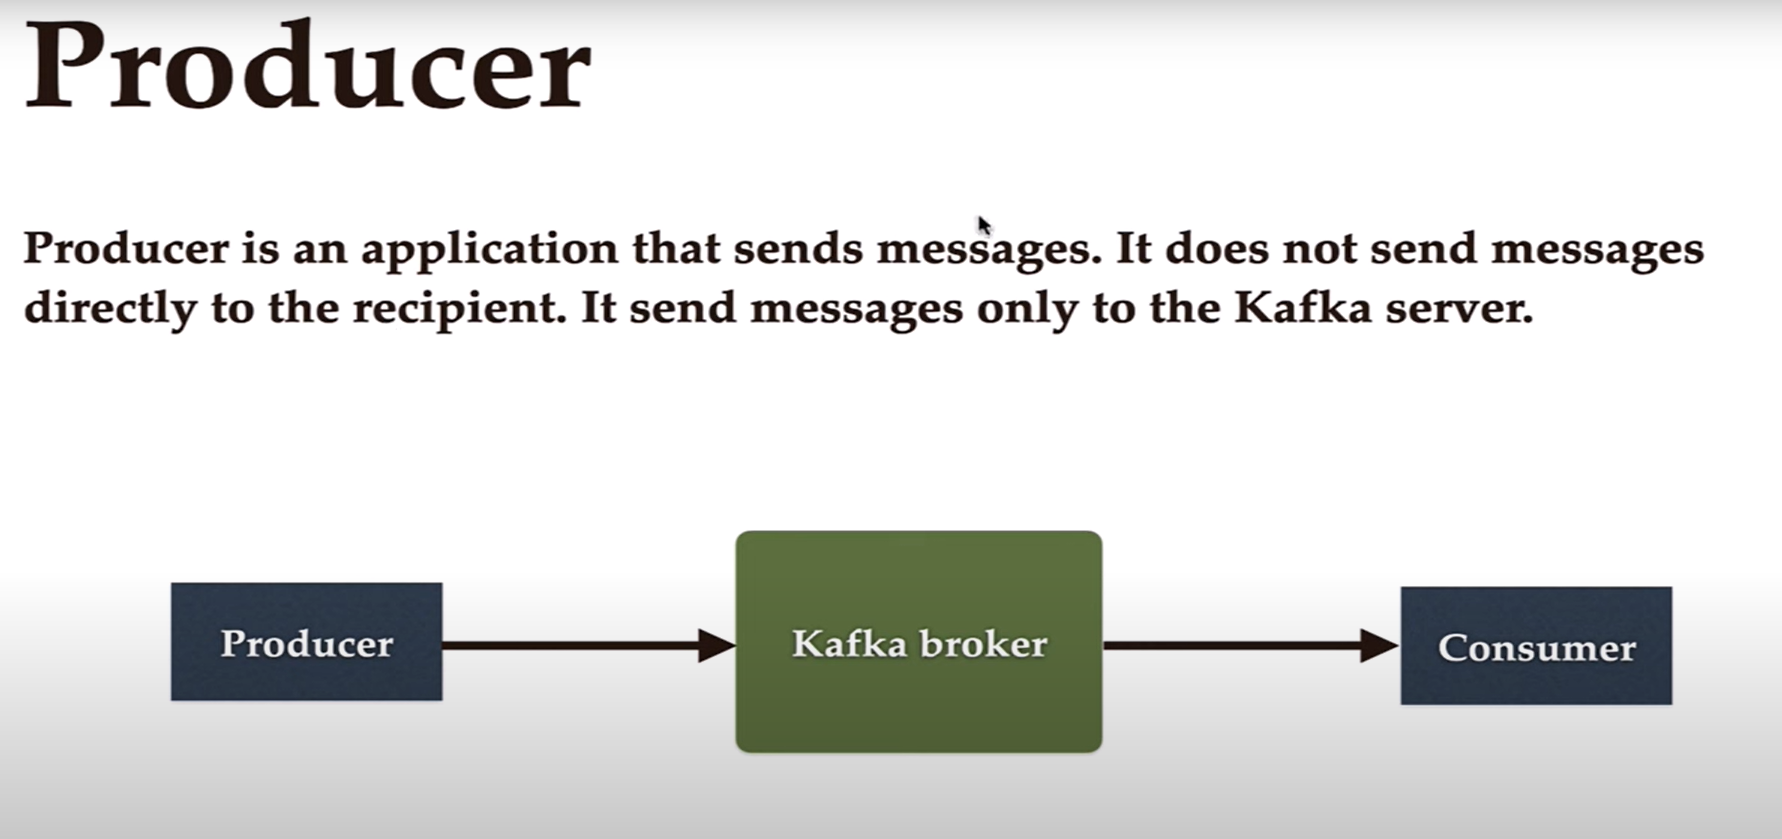 Producer
Producer is an application that sends messages. It does not send messages
directly to the recipient. It send messages only to the Kafka server.
Producer
Kafka broker
Consumer